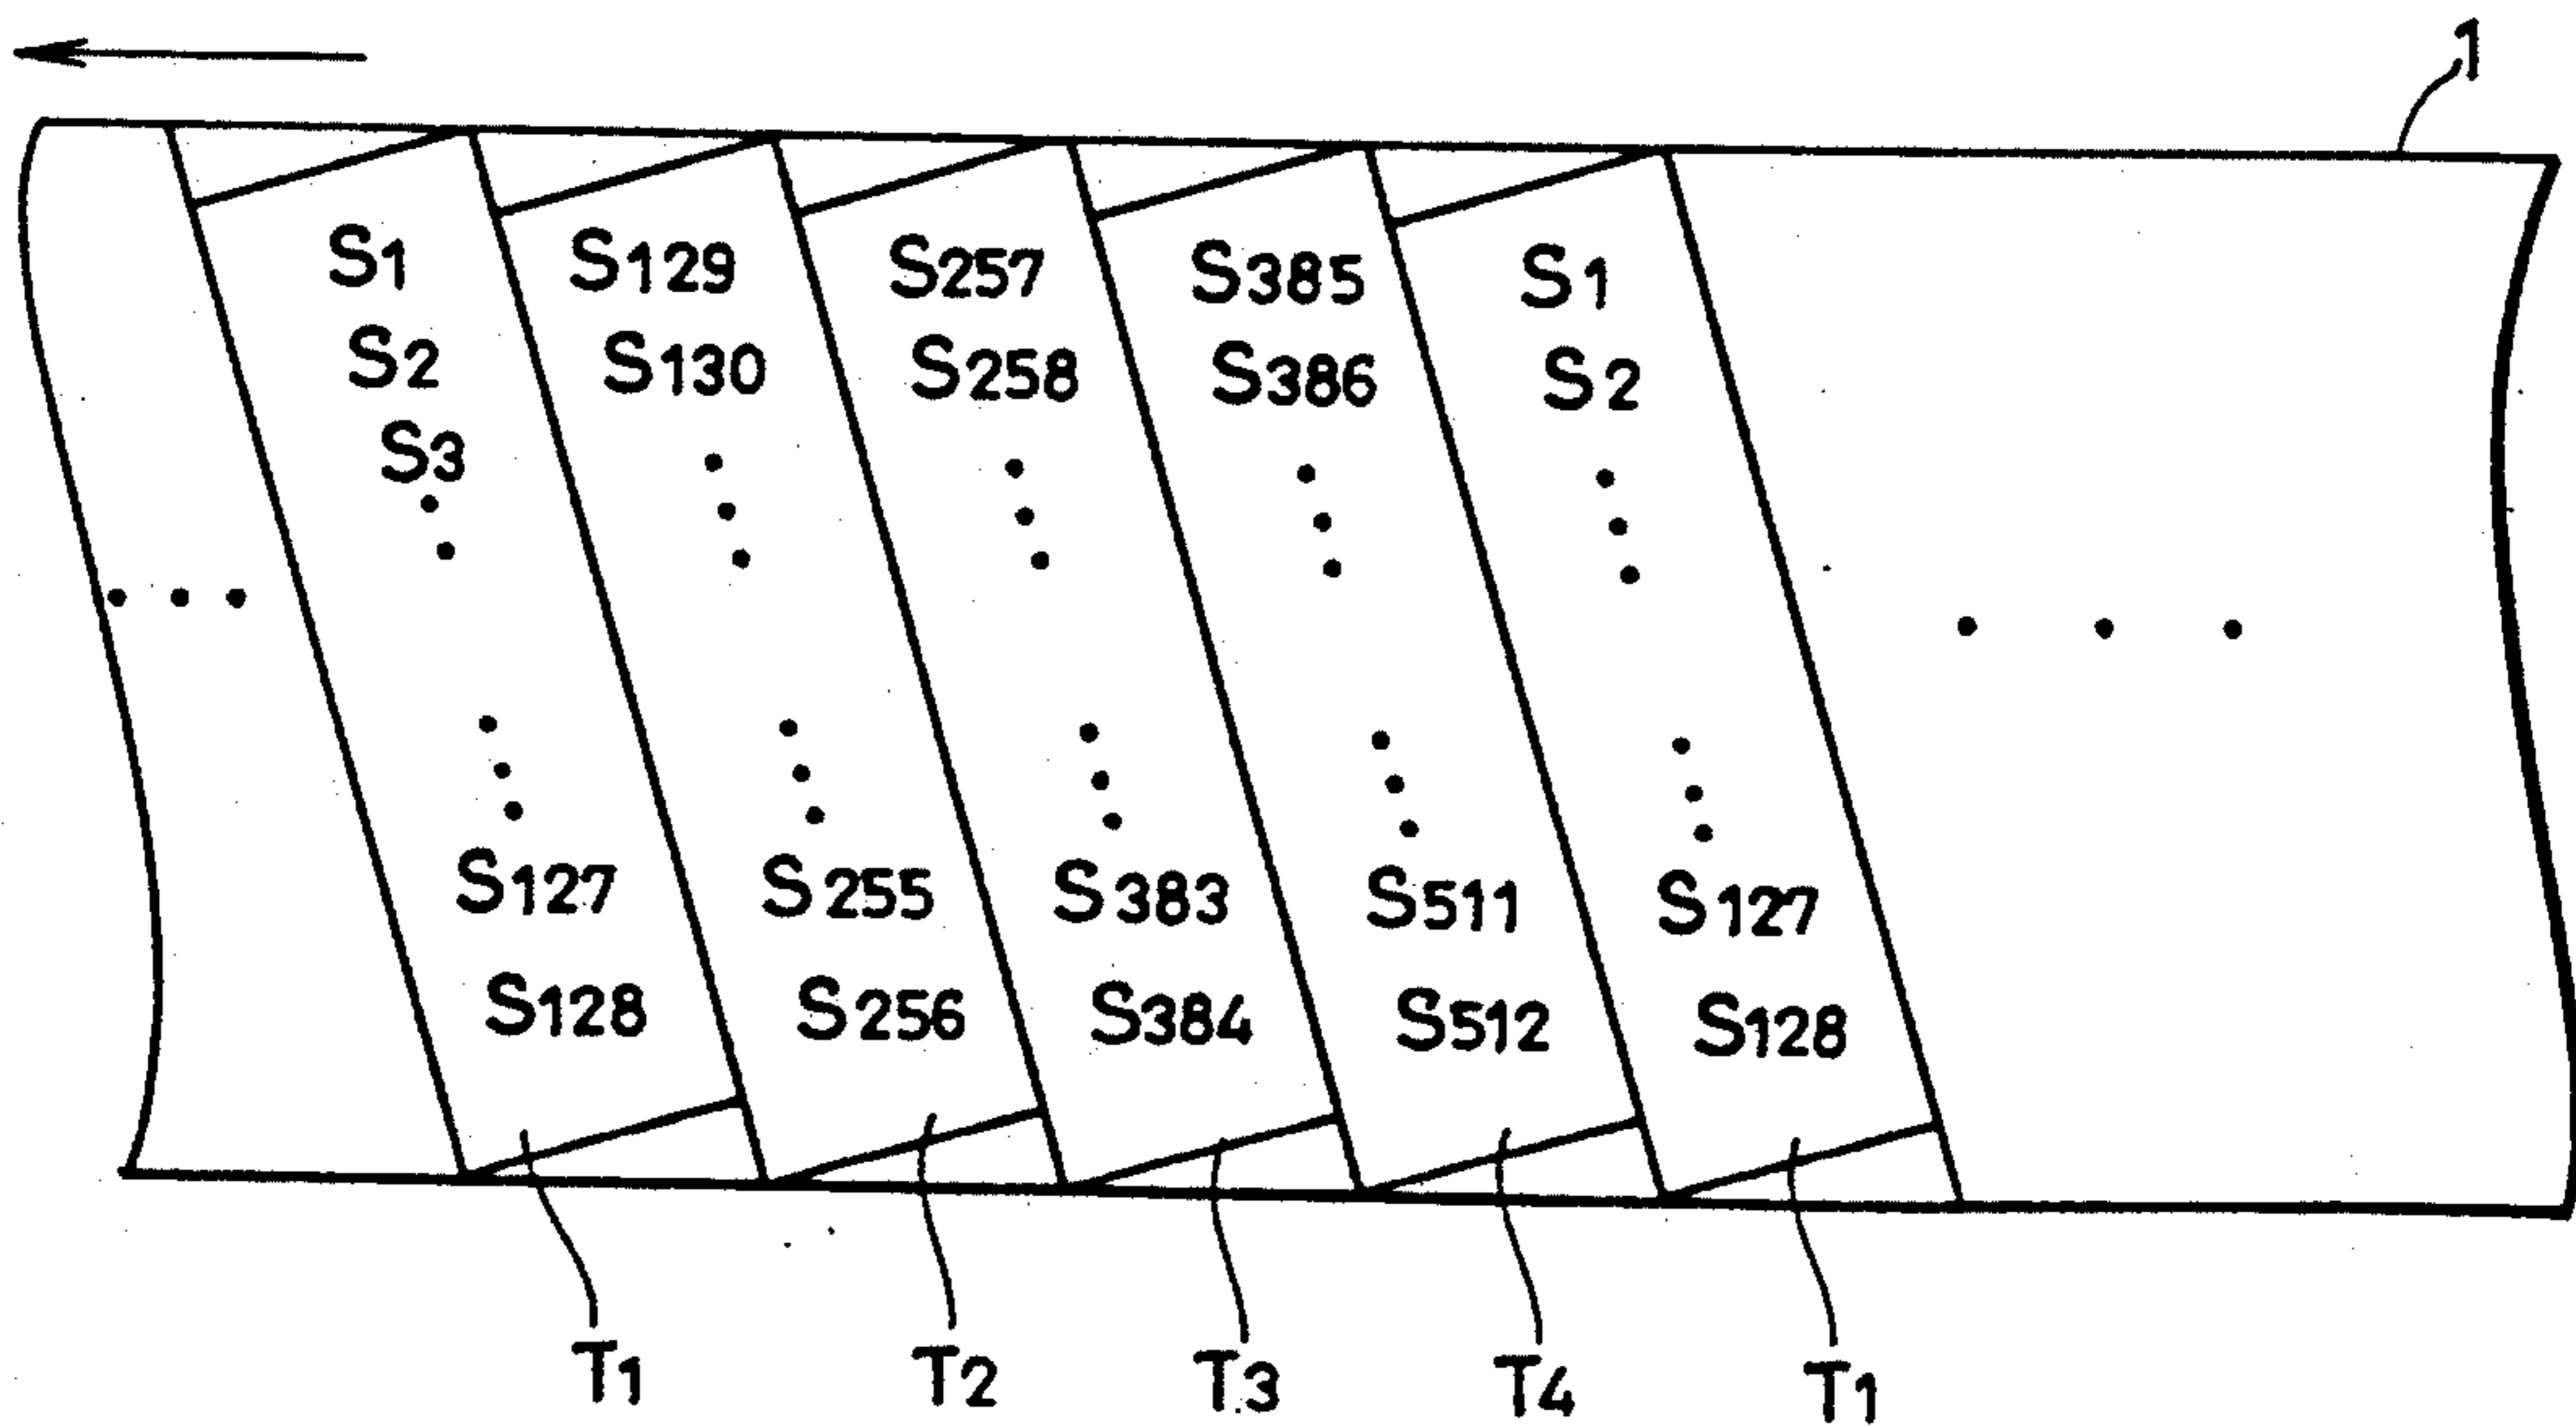 1
S1 S129 S257 S385 S1
S2 S130 S258 S386 S2
S3
S127 S255 S383 S511 S127
S128 S256 S384 S512 S128
T1 T2 T3 T4 T1